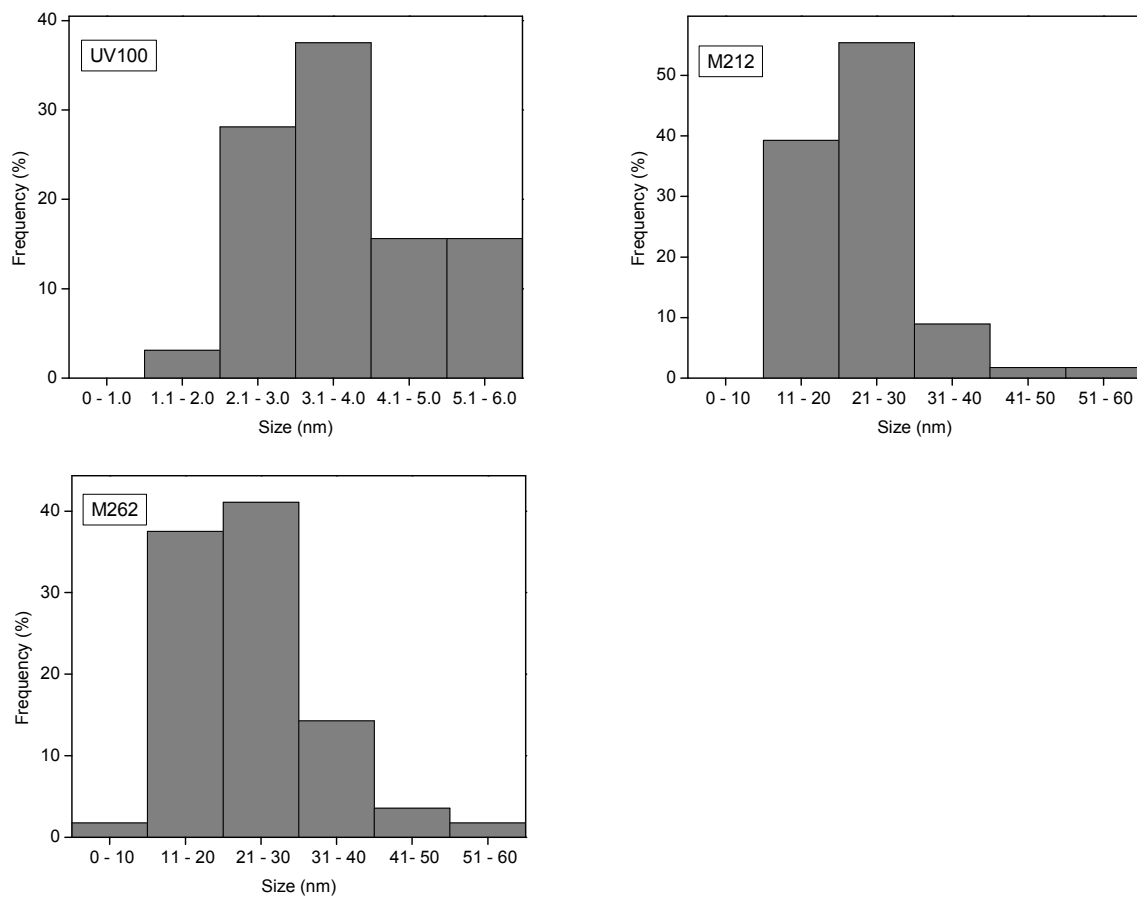 UV100
Frequency (%)
40
30
20
10
0
0 - 1.0 1.1 - 2.0 2.1 - 3.0 3.1 - 4.0 4.1 - 5.0 5.1 - 6.0
Size (nm)
M212
Frequency (%)
50
40
30
20
10
0
0 - 10 11 - 20 21 - 30 31 - 40 41- 50 51 - 60
Size (nm)
M262
Frequency (%)
40
30
20
10
0
0 - 10 11 - 20 21 - 30 31 - 40 41- 50 51 - 60
Size (nm)